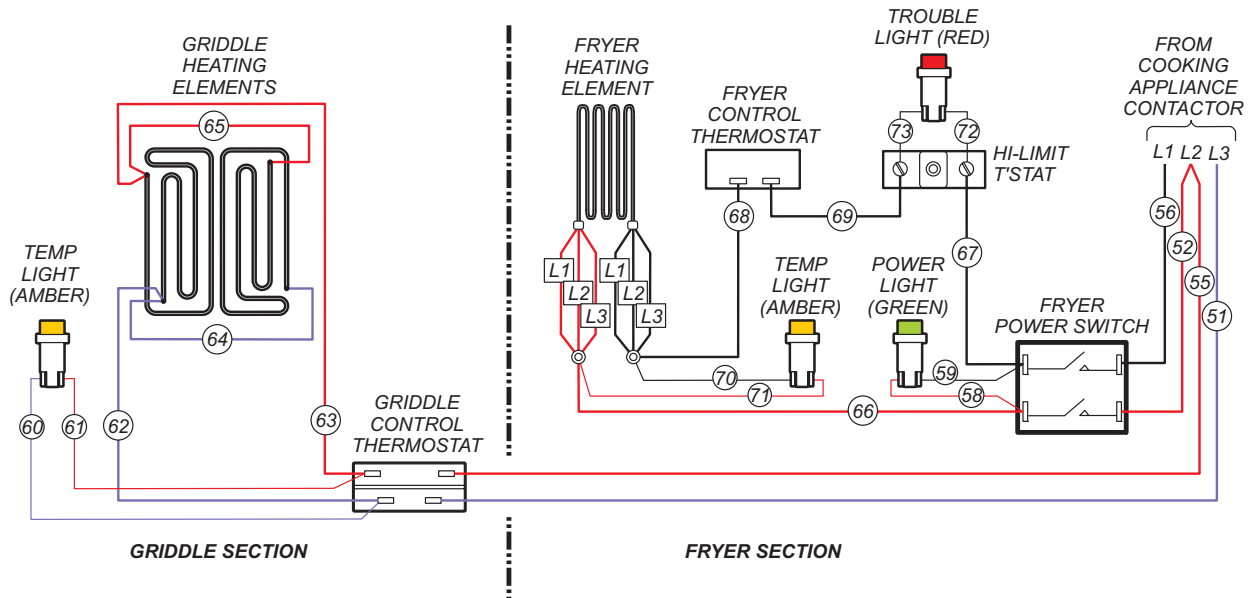 GRIDDLE
HEATING
ELEMENTS
65
64
TEMP
LIGHT
(AMBER)
60
61
62
63
GRIDDLE
CONTROL
THERMOSTAT
GRIDDLE SECTION
FRYER
HEATING
ELEMENT
L1
L2
L3
L1
L2
L3
FRYER
CONTROL
THERMOSTAT
68
69
TROUBLE
LIGHT (RED)
73
72
HI-LIMIT
T'STAT
67
TEMP
LIGHT
(AMBER)
70
71
POWER
LIGHT
(GREEN)
59
58
66
FRYER
POWER SWITCH
FROM
COOKING
APPLIANCE
CONTACTOR
L1 L2 L3
56
52
55
51
FRYER SECTION